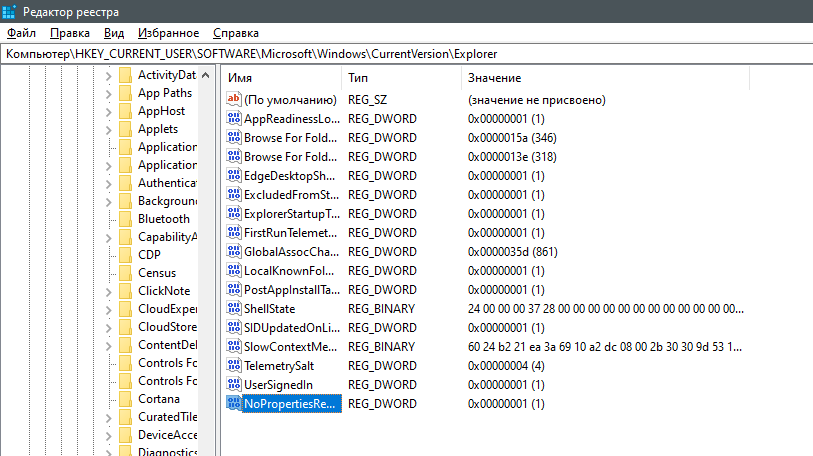 Редактор реестра
Файл Правка Вид Избранное Справка
Компьютер\HKEY_CURRENT_USER\SOFTWARE\Microsoft\Windows\CurrentVersion\Explorer
ActivityData
App Paths
AppHost
Applets
Application
Application
Authentica
Background
Bluetooth
CapabilityA
CDP
Census
ClickNote
CloudExper
CloudStore
ContentDel
Controls Fo
Controls Fo
Cortana
CuratedTile
DeviceAcce
Diagnostics
Имя Тип Значение
ab (По умолчанию) REG_SZ (значение не присвоено)
AppReadinessLo... REG_DWORD 0x00000001 (1)
Browse For Fold... REG_DWORD 0x0000015a (346)
Browse For Fold... REG_DWORD 0x0000013e (318)
EdgeDesktopSh... REG_DWORD 0x00000001 (1)
ExcludedFromSt... REG_DWORD 0x00000001 (1)
ExplorerStartupT... REG_DWORD 0x00000001 (1)
FirstRunTelemet... REG_DWORD 0x00000001 (1)
GlobalAssocCha... REG_DWORD 0x0000035d (861)
LocalKnownFol... REG_DWORD 0x00000001 (1)
PostAppInstallTa... REG_DWORD 0x00000001 (1)
ShellState REG_BINARY 24 00 00 00 37 28 00 00 00 00 00 00 00 00 00 00 00 00...
SIDUpdatedOnLi... REG_DWORD 0x00000001 (1)
SlowContextMe... REG_BINARY 60 24 b2 21 ea 3a 69 10 a2 dc 08 00 2b 30 30 9d 53 1...
TelemetrySalt REG_DWORD 0x00000004 (4)
UserSignedIn REG_DWORD 0x00000001 (1)
NoPropertiesRe... REG_DWORD 0x00000001 (1)